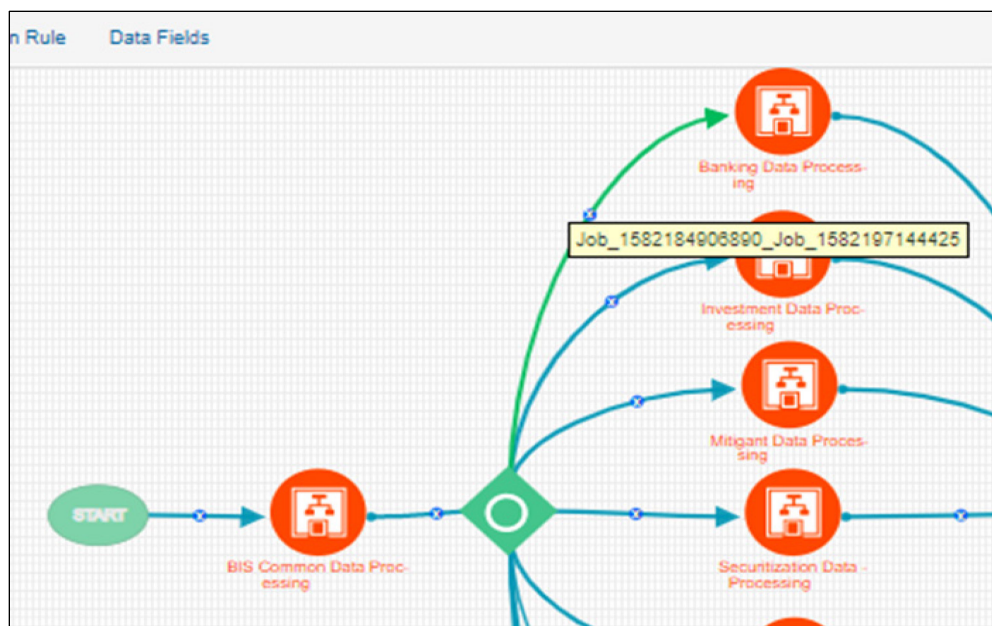 n Rule Data Fields
Banking Data Process-
ing
Job_1582184906890_Job_1582197144425
Investment Data Proc-
essing
Mitigant Data Proces-
sing
START
BIS Common Data Proc-
essing
Securitization Data -
Processing